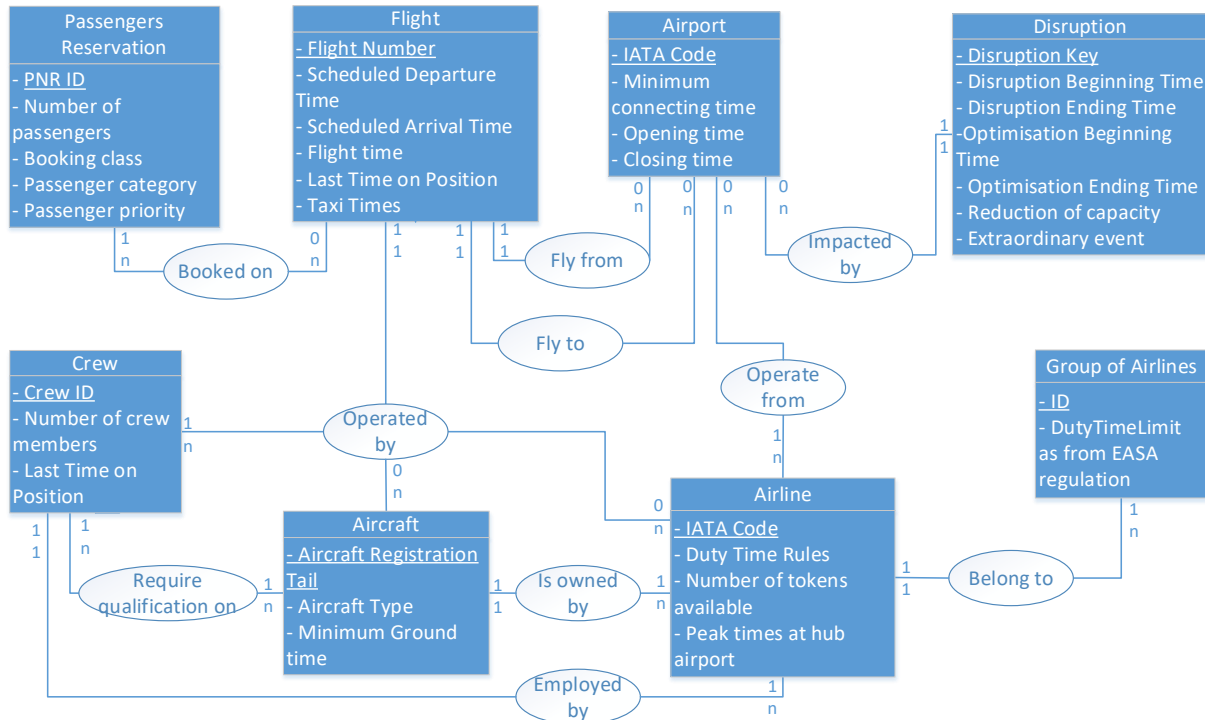 Passengers
Reservation
- PNR ID
- Number of
passengers
- Booking class
- Passenger category
- Passenger priority
Flight
- Flight Number
- Scheduled Departure
Time
- Scheduled Arrival Time
- Flight time
- Last Time on Position
- Taxi Times
Airport
- IATA Code
- Minimum
connecting time
- Opening time
- Closing time
Disruption
- Disruption Key
- Disruption Beginning Time
- Disruption Ending Time
-Optimisation Beginning
Time
- Optimisation Ending Time
- Reduction of capacity
- Extraordinary event
1
n
Booked on
0
n
1
1
1
1
1
1
Fly from
0
n
0
n
0
n
0
n
Impacted
by
1
1
Fly to
Operate
from
1
n
Crew
- Crew ID
- Number of crew
members
- Last Time on
Position
1
n
Operated
by
0
n
0
n
Group of Airlines
- ID
- DutyTimeLimit
as from EASA
regulation
1
1
1
n
Require
qualification on
1
n
Aircraft
- Aircraft Registration
Tail
- Aircraft Type
- Minimum Ground
time
1
1
Is owned
by
1
n
Airline
- IATA Code
- Duty Time Rules
- Number of tokens
available
- Peak times at hub
airport
1
1
Belong to
1
n
Employed
by
1
n